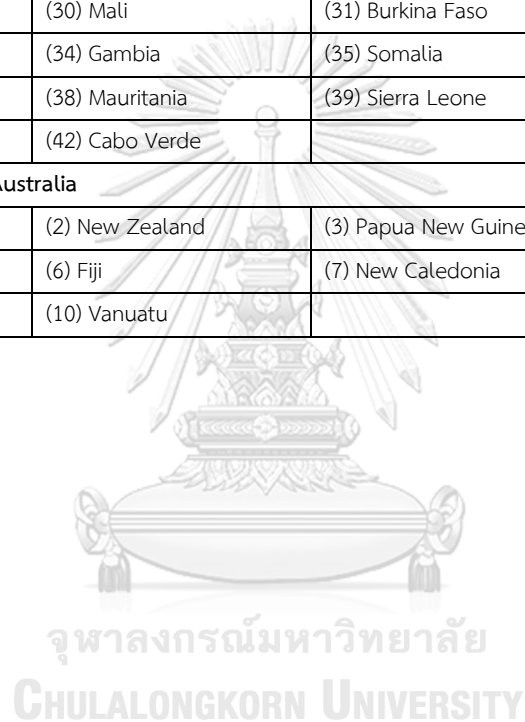 (30) Mali (31) Burkina Faso
(34) Gambia (35) Somalia
(38) Mauritania (39) Sierra Leone
(42) Cabo Verde
Australia
(2) New Zealand (3) Papua New Guine
(6) Fiji (7) New Caledonia
(10) Vanuatu
จุฬาลงกรณ์มหาวิทยาลัย
CHULALONGKORN UNIVERSITY